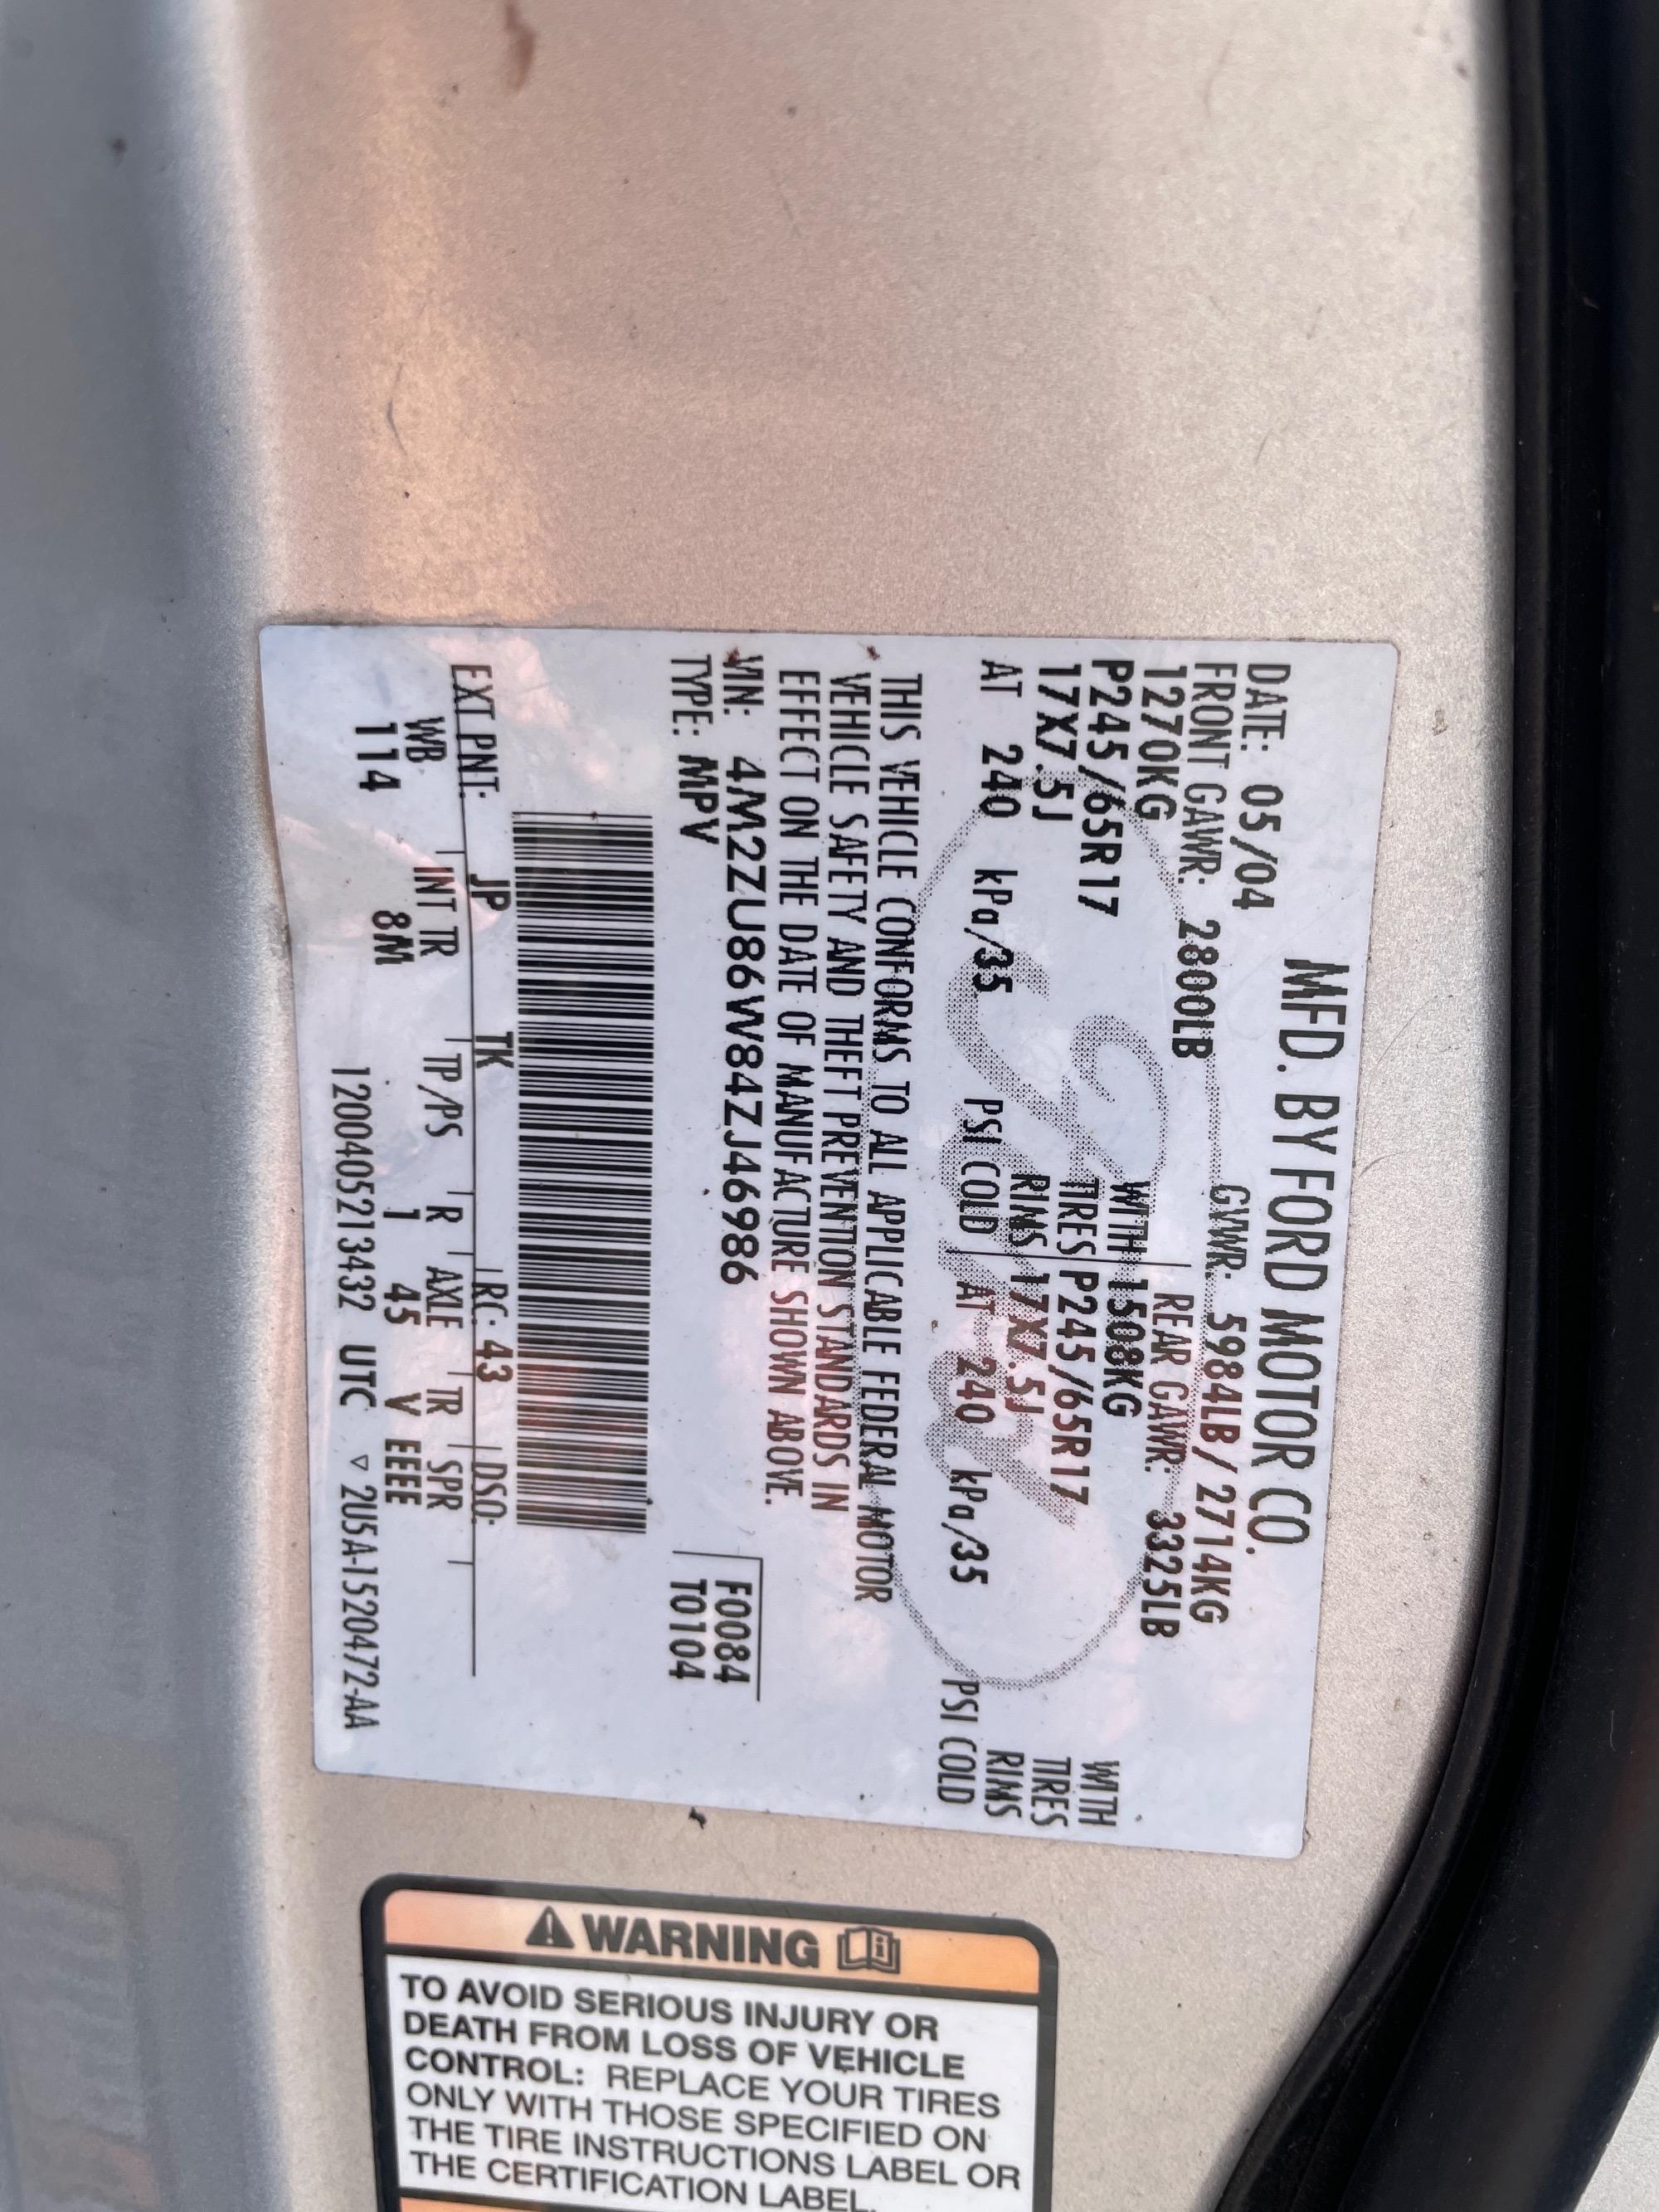 MFD. BY FORD MOTOR CO.
DATE: 05/04 GVWR: 5984LB/2714KG
FRONT GAWR: 2800LB REAR GAWR: 3325LB
1270KG WITH 1508KG WITH
P245/65R17 TIRES P245/65R17 TIRES
17X7.5J RIMS 17X7.5J RIMS
AT 240 kPa/35 PSI COLD AT 240 kPa/35 PSI COLD
THIS VEHICLE CONFORMS TO ALL APPLICABLE FEDERAL MOTOR
VEHICLE SAFETY AND THEFT PREVENTION STANDARDS IN
EFFECT ON THE DATE OF MANUFACTURE SHOWN ABOVE.
VIN: 4M2ZU86W84ZJ46986 F0084
TYPE: MPV T0104
EXT PNT: JP TK RC: 43 DSO:
WB INT TR TP/PS R AXLE TR SPR
114 8M 1 45 V EEEE
1200405213432 UTC ▽ 2U5A-1520472-AA
Ford
⚠ WARNING
TO AVOID SERIOUS INJURY OR
DEATH FROM LOSS OF VEHICLE
CONTROL: REPLACE YOUR TIRES
ONLY WITH THOSE SPECIFIED ON
THE TIRE INSTRUCTIONS LABEL OR
THE CERTIFICATION LABEL.